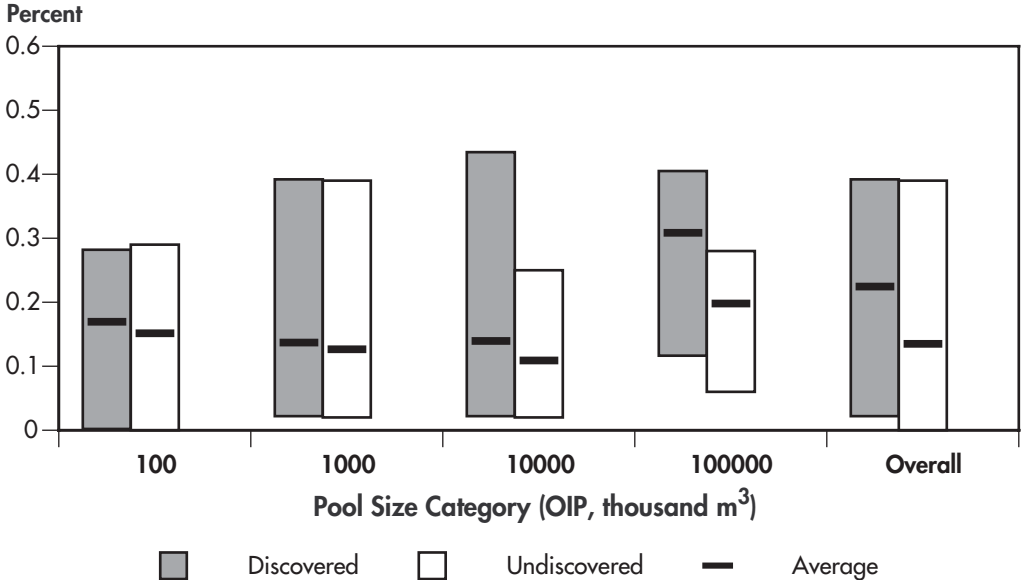 Percent
0.6
0.5
0.4
0.3
0.2
0.1
0
100 1000 10000 100000 Overall
Pool Size Category (OIP, thousand m³)
Discovered Undiscovered Average